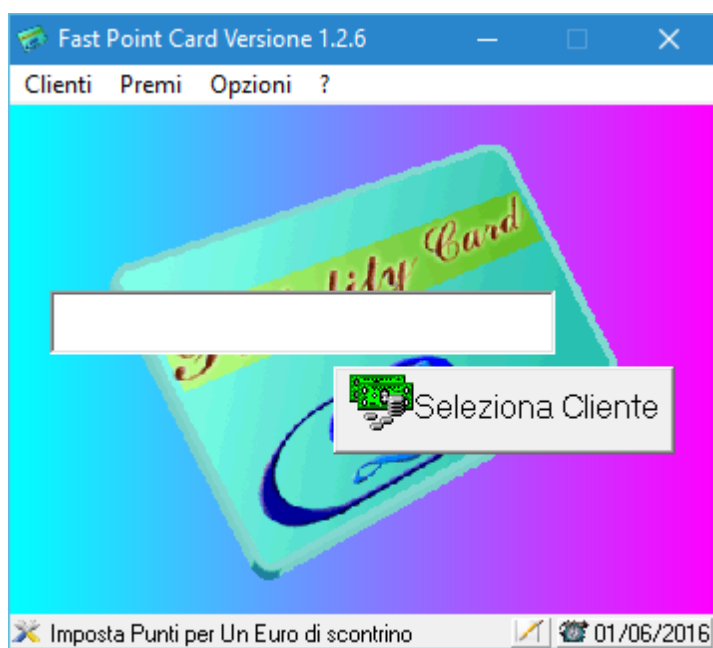 Fast Point Card Versione 1.2.6
Clienti Premi Opzioni ?
Card
Seleziona Cliente
Imposta Punti per Un Euro di scontrino 01/06/2016